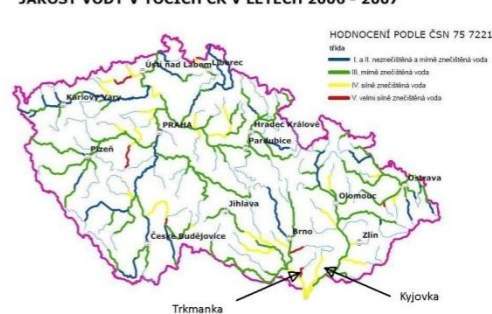 JAKOST VODY V TOCÍCH ČR V LETECH 2006 - 2007
HODNOCENÍ PODLE ČSN 75 7221
třída
I. a II. neznečištěná a mírně znečištěná voda
III. mírně znečištěná voda
IV. silně znečištěná voda
V. velmi silně znečištěná voda
Ústí nad Labem
Liberec
Karlovy Vary
PRAHA
Hradec Králové
Pardubice
Plzeň
Ostrava
Olomouc
Jihlava
Zlín
Brno
České Budějovice
Kyjovka
Trkmanka